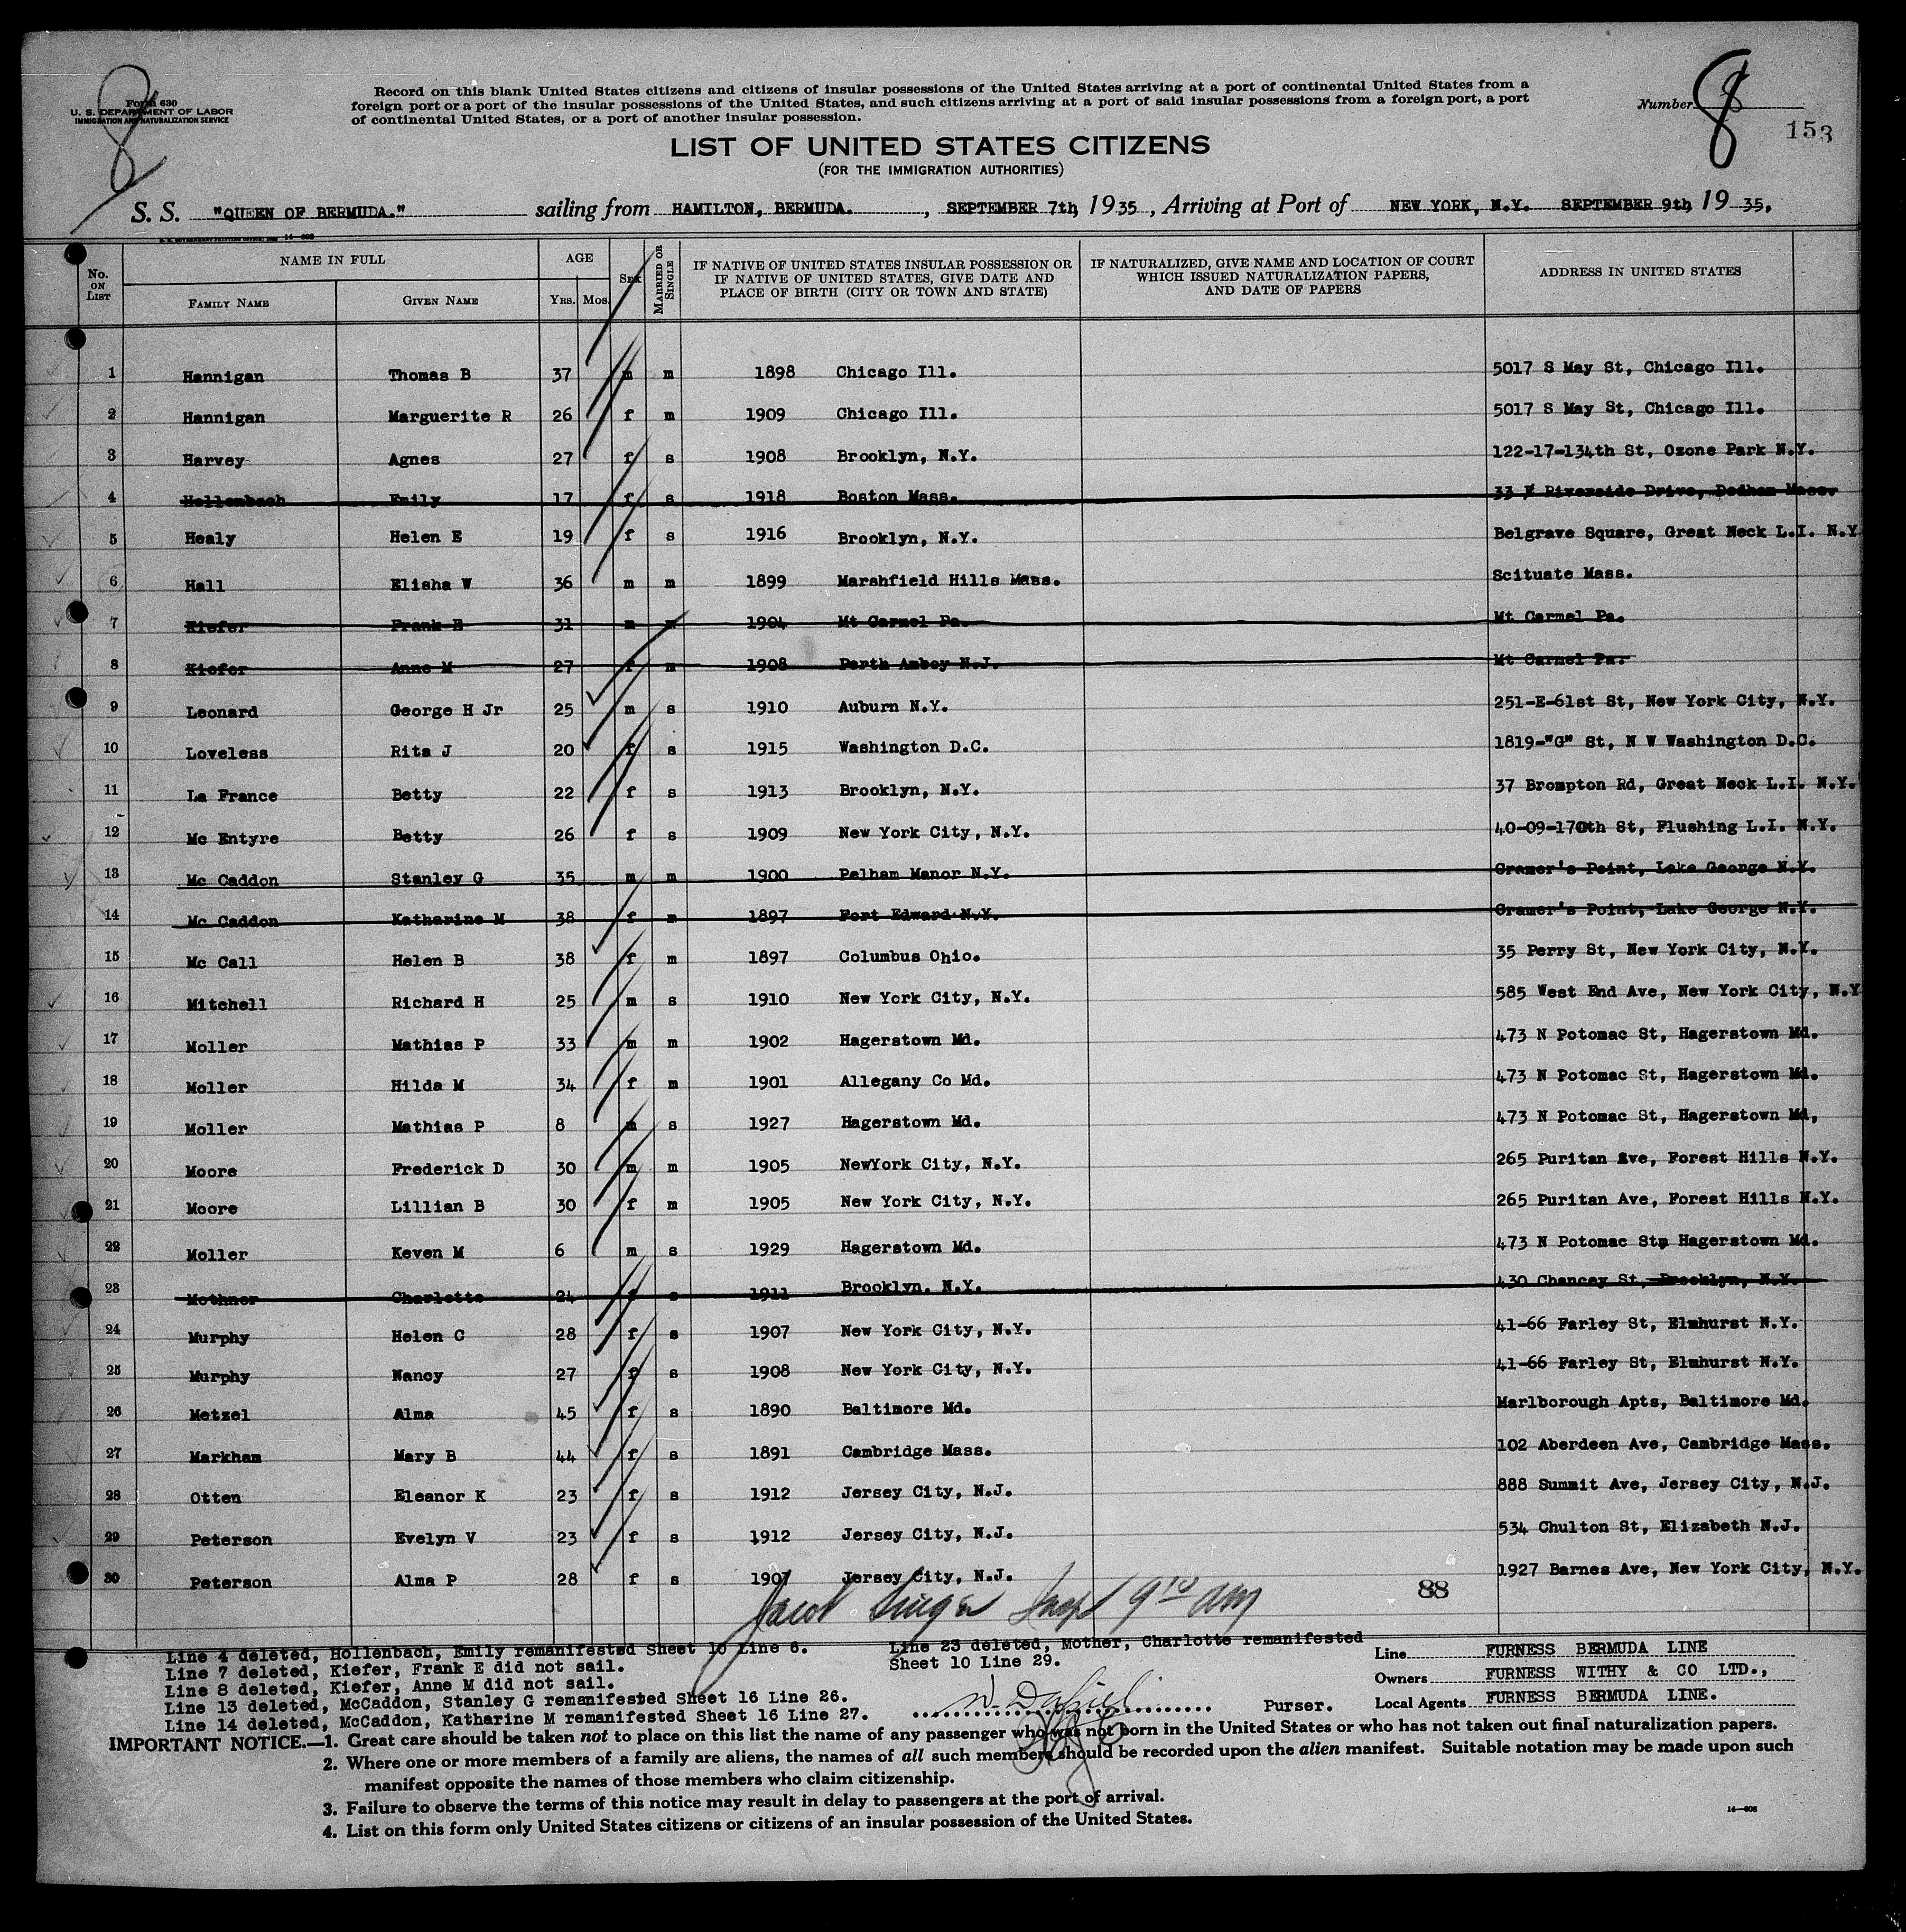 Form 630
U. S. DEPARTMENT OF LABOR
IMMIGRATION AND NATURALIZATION SERVICE
8
Record on this blank United States citizens and citizens of insular possessions of the United States arriving at a port of continental United States from a
foreign port or a port of the insular possessions of the United States, and such citizens arriving at a port of said insular possessions from a foreign port, a port
of continental United States, or a port of another insular possession.
Number 8
8
153
LIST OF UNITED STATES CITIZENS
(FOR THE IMMIGRATION AUTHORITIES)
S. S. "QUEEN OF BERMUDA." sailing from HAMILTON, BERMUDA. , SEPTEMBER 7th, 1935 , Arriving at Port of NEW YORK, N.Y. SEPTEMBER 9th, 19 35,
No. ON LIST NAME IN FULL FAMILY NAME GIVEN NAME AGE YRS. MOS. SEX MARRIED OR SINGLE IF NATIVE OF UNITED STATES INSULAR POSSESSION OR IF NATIVE OF UNITED STATES, GIVE DATE AND PLACE OF BIRTH (CITY OR TOWN AND STATE) IF NATURALIZED, GIVE NAME AND LOCATION OF COURT WHICH ISSUED NATURALIZATION PAPERS, AND DATE OF PAPERS ADDRESS IN UNITED STATES
1 Hannigan Thomas B 37 m m 1898 Chicago Ill. 5017 S May St, Chicago Ill.
2 Hannigan Marguerite R 26 f m 1909 Chicago Ill. 5017 S May St, Chicago Ill.
3 Harvey Agnes 27 f s 1908 Brooklyn, N.Y. 122-17-134th St, Ozone Park N.Y.
4 Hollenbach Emily 17 f s 1918 Boston Mass. 33 Riverside Drive, Dedham Mass.
5 Healy Helen E 19 f s 1916 Brooklyn, N.Y. Belgrave Square, Great Neck L.I. N.Y
6 Hall Elisha W 36 m m 1899 Marshfield Hills Mass. Scituate Mass.
7 Kiefer Frank E 31 m m 1904 Mt Carmel Pa. Mt Carmel Pa.
8 Kiefer Anne M 27 f m 1908 Perth Amboy N.J. Mt Carmel Pa.
9 Leonard George H Jr 25 m s 1910 Auburn N.Y. 251-E-61st St, New York City, N.Y.
10 Loveless Rita J 20 f s 1915 Washington D.C. 1819-"G" St, N W Washington D.C.
11 La France Betty 22 f s 1913 Brooklyn, N.Y. 37 Brompton Rd, Great Neck L.I. N.Y.
12 Mc Entyre Betty 26 f s 1909 New York City, N.Y. 40-09-170th St, Flushing L.I. N.Y.
13 Mc Caddon Stanley G 35 m m 1900 Pelham Manor N.Y. Cramer's Point, Lake George N.Y.
14 Mc Caddon Katharine M 38 f m 1897 Fort Edward N.Y. Cramer's Point, Lake George N.Y.
15 Mc Call Helen B 38 f m 1897 Columbus Ohio. 35 Perry St, New York City, N.Y.
16 Mitchell Richard H 25 m s 1910 New York City, N.Y. 585 West End Ave, New York City, N.Y
17 Moller Mathias P 33 m m 1902 Hagerstown Md. 473 N Potomac St, Hagerstown Md.
18 Moller Hilda M 34 f m 1901 Allegany Co Md. 473 N Potomac St, Hagerstown Md.
19 Moller Mathias P 8 m s 1927 Hagerstown Md. 473 N Potomac St, Hagerstown Md,
20 Moore Frederick D 30 m m 1905 NewYork City, N.Y. 265 Puritan Ave, Forest Hills N.Y.
21 Moore Lillian B 30 f m 1905 New York City, N.Y. 265 Puritan Ave, Forest Hills N.Y.
22 Moller Keven M 6 m s 1929 Hagerstown Md. 473 N Potomac St, Hagerstown Md.
23 Mothner Charlotte 24 f s 1911 Brooklyn. N.Y. 430 Chancey St, Brooklyn, N.Y.
24 Murphy Helen C 28 f s 1907 New York City, N.Y. 41-66 Farley St, Elmhurst N.Y.
25 Murphy Nancy 27 f s 1908 New York City, N.Y. 41-66 Farley St, Elmhurst N.Y.
26 Metzel Alma 45 f s 1890 Baltimore Md. Marlborough Apts, Baltimore Md.
27 Markham Mary B 44 f s 1891 Cambridge Mass. 102 Aberdeen Ave, Cambridge Mass.
28 Otten Eleanor K 23 f s 1912 Jersey City, N.J. 888 Summit Ave, Jersey City, N.J.
29 Peterson Evelyn V 23 f s 1912 Jersey City, N.J. 534 Chulton St, Elizabeth N.J.
30 Peterson Alma P 28 f s 1907 Jersey City, N.J. 1927 Barnes Ave, New York City, N.Y.
Jacob Insp 9 10 AM
88
Line 4 deleted, Hollenbach, Emily remanifested Sheet 10 Line 6.
Line 7 deleted, Kiefer, Frank E did not sail.
Line 8 deleted, Kiefer, Anne M did not sail.
Line 13 deleted, McCaddon, Stanley G remanifested Sheet 16 Line 26.
Line 14 deleted, McCaddon, Katharine M remanifested Sheet 16 Line 27.
Line 23 deleted, Mother, Charlotte remanifested
Sheet 10 Line 29.
Purser.
Line FURNESS BERMUDA LINE
Owners FURNESS WITHY & CO LTD.,
Local Agents FURNESS BERMUDA LINE.
IMPORTANT NOTICE.—1. Great care should be taken not to place on this list the name of any passenger who was not born in the United States or who has not taken out final naturalization papers.
2. Where one or more members of a family are aliens, the names of all such members should be recorded upon the alien manifest. Suitable notation may be made upon such
manifest opposite the names of those members who claim citizenship.
3. Failure to observe the terms of this notice may result in delay to passengers at the port of arrival.
4. List on this form only United States citizens or citizens of an insular possession of the United States.
14—608